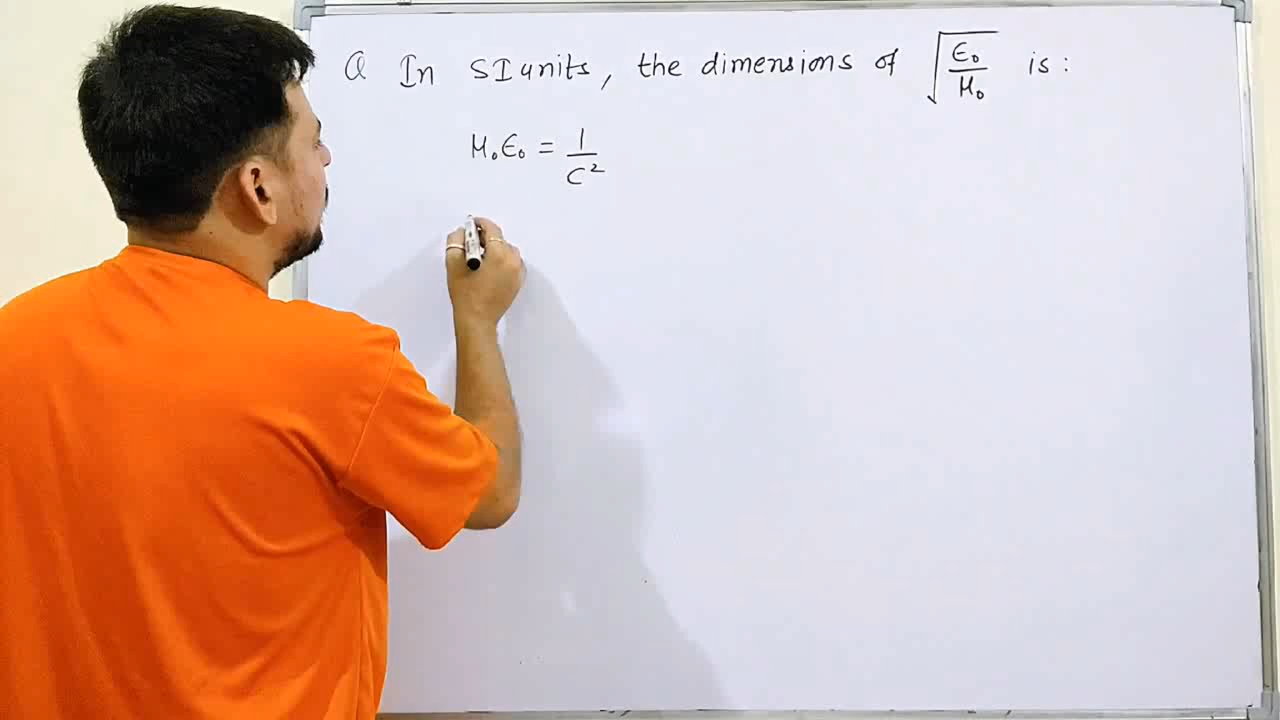 Q In SI units, the dimensions of √(ϵ₀/μ₀) is :
μ₀ϵ₀ = 1/c²